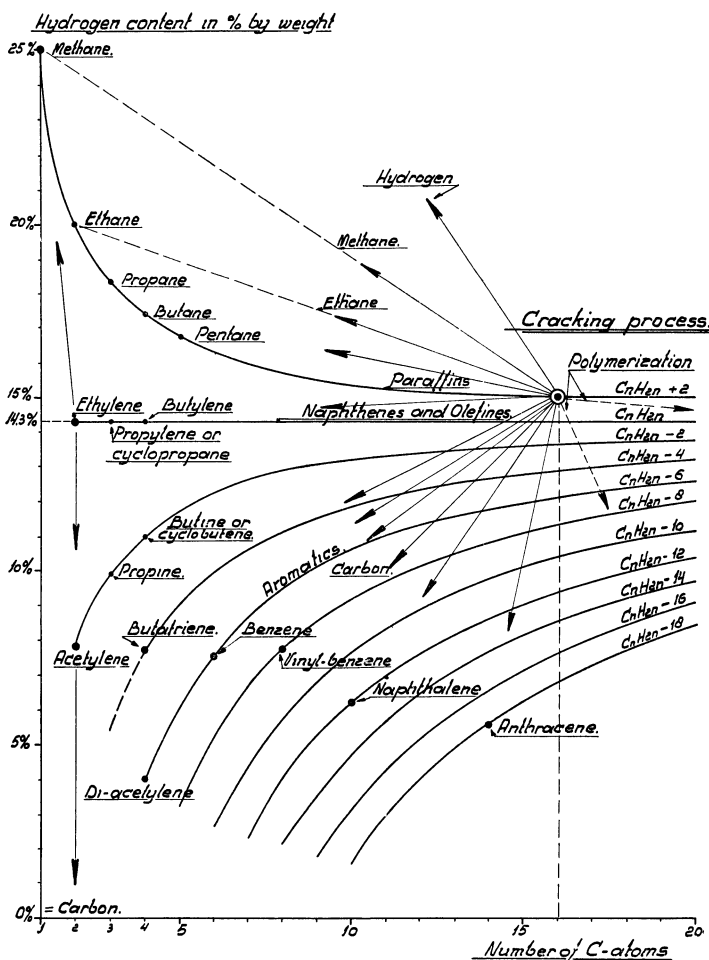 Hydrogen content in % by weight
25%
Methane.
Hydrogen
20%
Ethane
Methane.
Propane
Ethane
Butane
Pentane
Cracking process.
Polymerization
Paraffins
15%
CnH2n +2
Ethylene
Butylene
Naphthenes and Olefines.
CnH2n
14,3%
Propylene or
cyclopropane
CnH2n-2
CnH2n-4
CnH2n-6
CnH2n-8
Butine or
cyclobutene.
CnH2n-10
Aromatics.
CnH2n-12
10%
Propine.
Carbon.
CnH2n-14
CnH2n-16
Butatriene.
Benzene
CnH2n-18
Acetylene
Vinyl-benzene
Naphthalene
Anthracene.
5%
Di-acetylene
0%
= Carbon.
1 2 3 4 5 10 15 20
Number of C-atoms